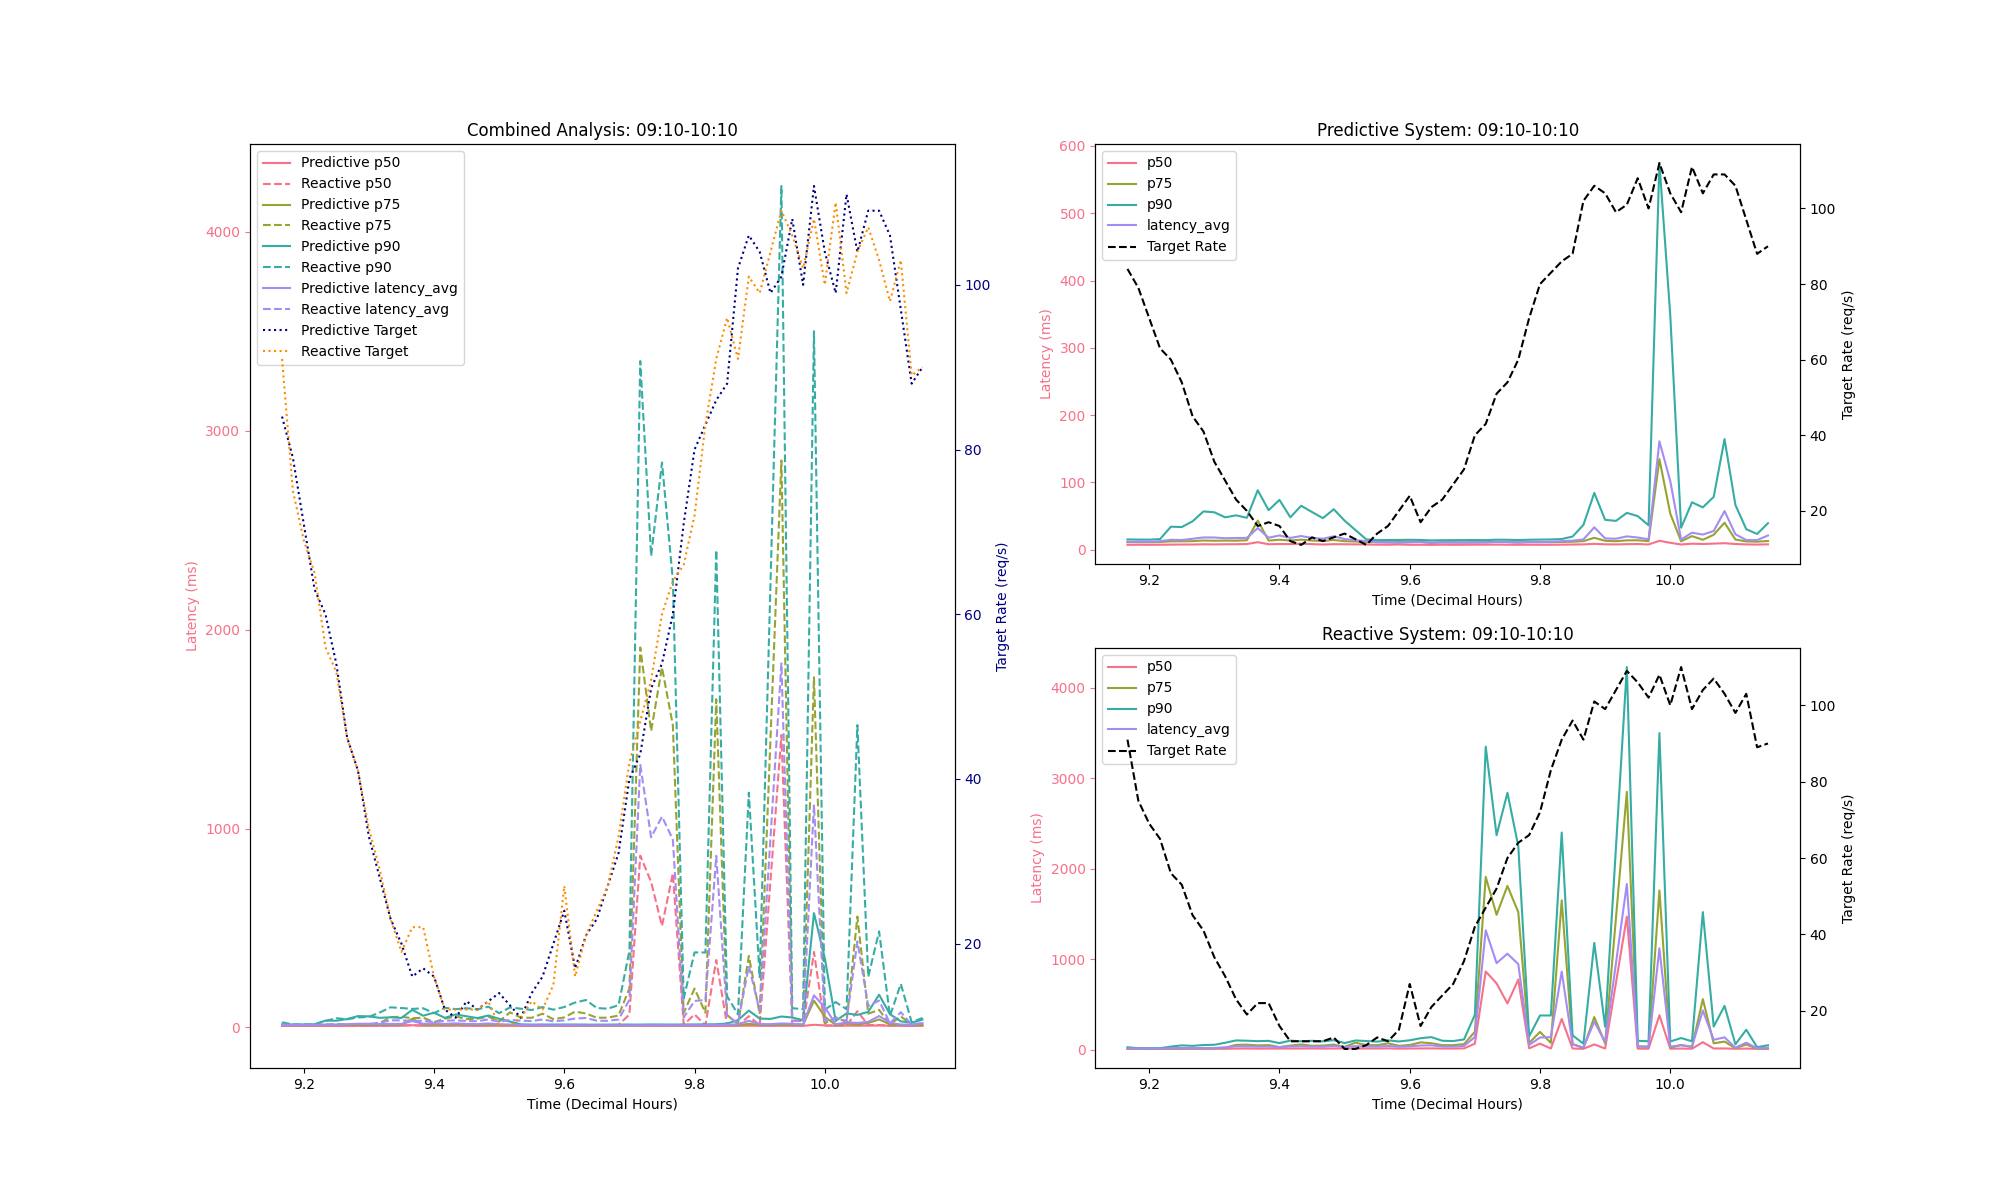 Combined Analysis: 09:10-10:10
Predictive p50
Reactive p50
Predictive p75
Reactive p75
Predictive p90
Reactive p90
Predictive latency_avg
Reactive latency_avg
Predictive Target
Reactive Target
4000
3000
2000
1000
0
Latency (ms)
100
80
60
40
20
Target Rate (req/s)
9.2 9.4 9.6 9.8 10.0
Time (Decimal Hours)
Predictive System: 09:10-10:10
p50
p75
p90
latency_avg
Target Rate
600
500
400
300
200
100
0
Latency (ms)
100
80
60
40
20
Target Rate (req/s)
9.2 9.4 9.6 9.8 10.0
Time (Decimal Hours)
Reactive System: 09:10-10:10
p50
p75
p90
latency_avg
Target Rate
4000
3000
2000
1000
0
Latency (ms)
100
80
60
40
20
Target Rate (req/s)
9.2 9.4 9.6 9.8 10.0
Time (Decimal Hours)